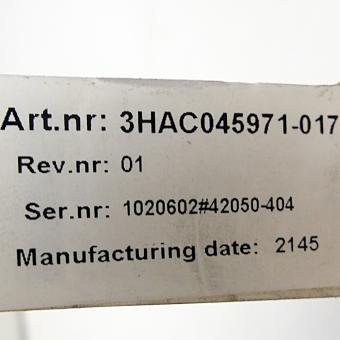 Art.nr: 3HAC045971-017
Rev.nr: 01
Ser.nr: 1020602#42050-404
Manufacturing date: 2145